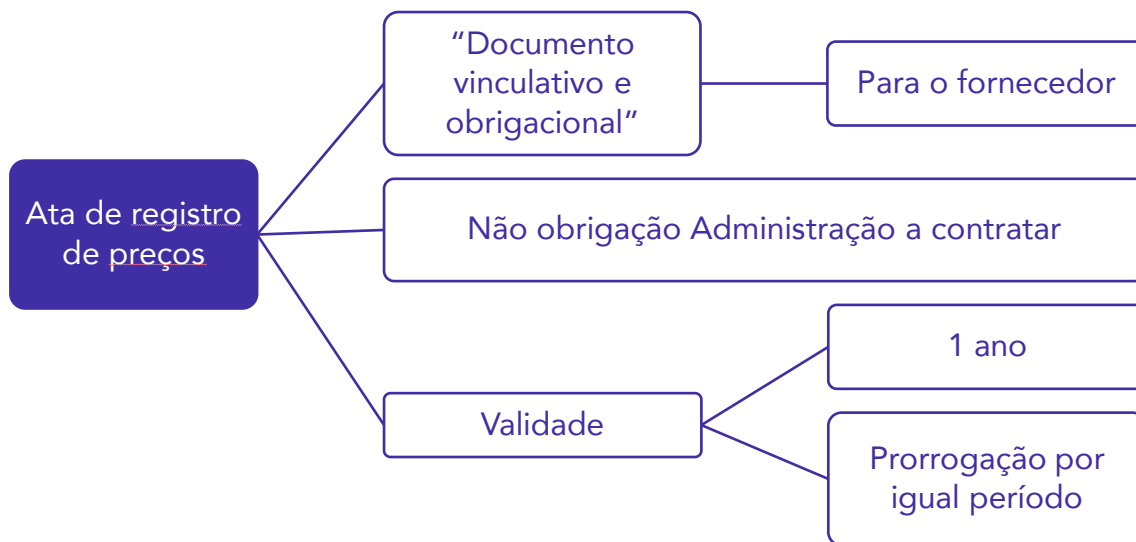 “Documento
vinculativo e
obrigacional”
Para o fornecedor
Ata de registro
de preços
Não obrigação Administração a contratar
1 ano
Validade
Prorrogação por
igual período